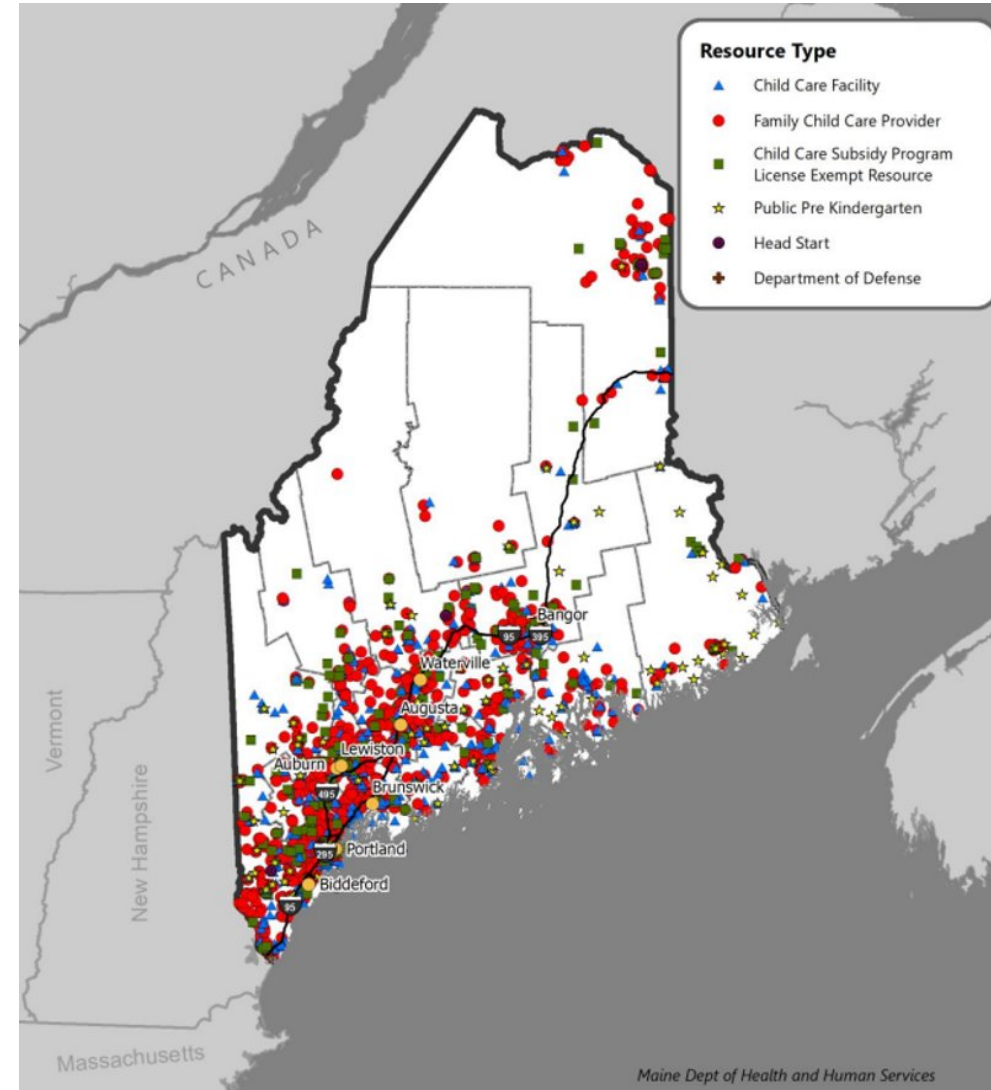 Resource Type
Child Care Facility
Family Child Care Provider
Child Care Subsidy Program
License Exempt Resource
Public Pre Kindergarten
Head Start
Department of Defense
CANADA
Bangor
95
395
Waterville
Augusta
Lewiston
Auburn
495
Brunswick
Portland
295
Biddeford
95
Vermont
New Hampshire
Massachusetts
Maine Dept of Health and Human Services